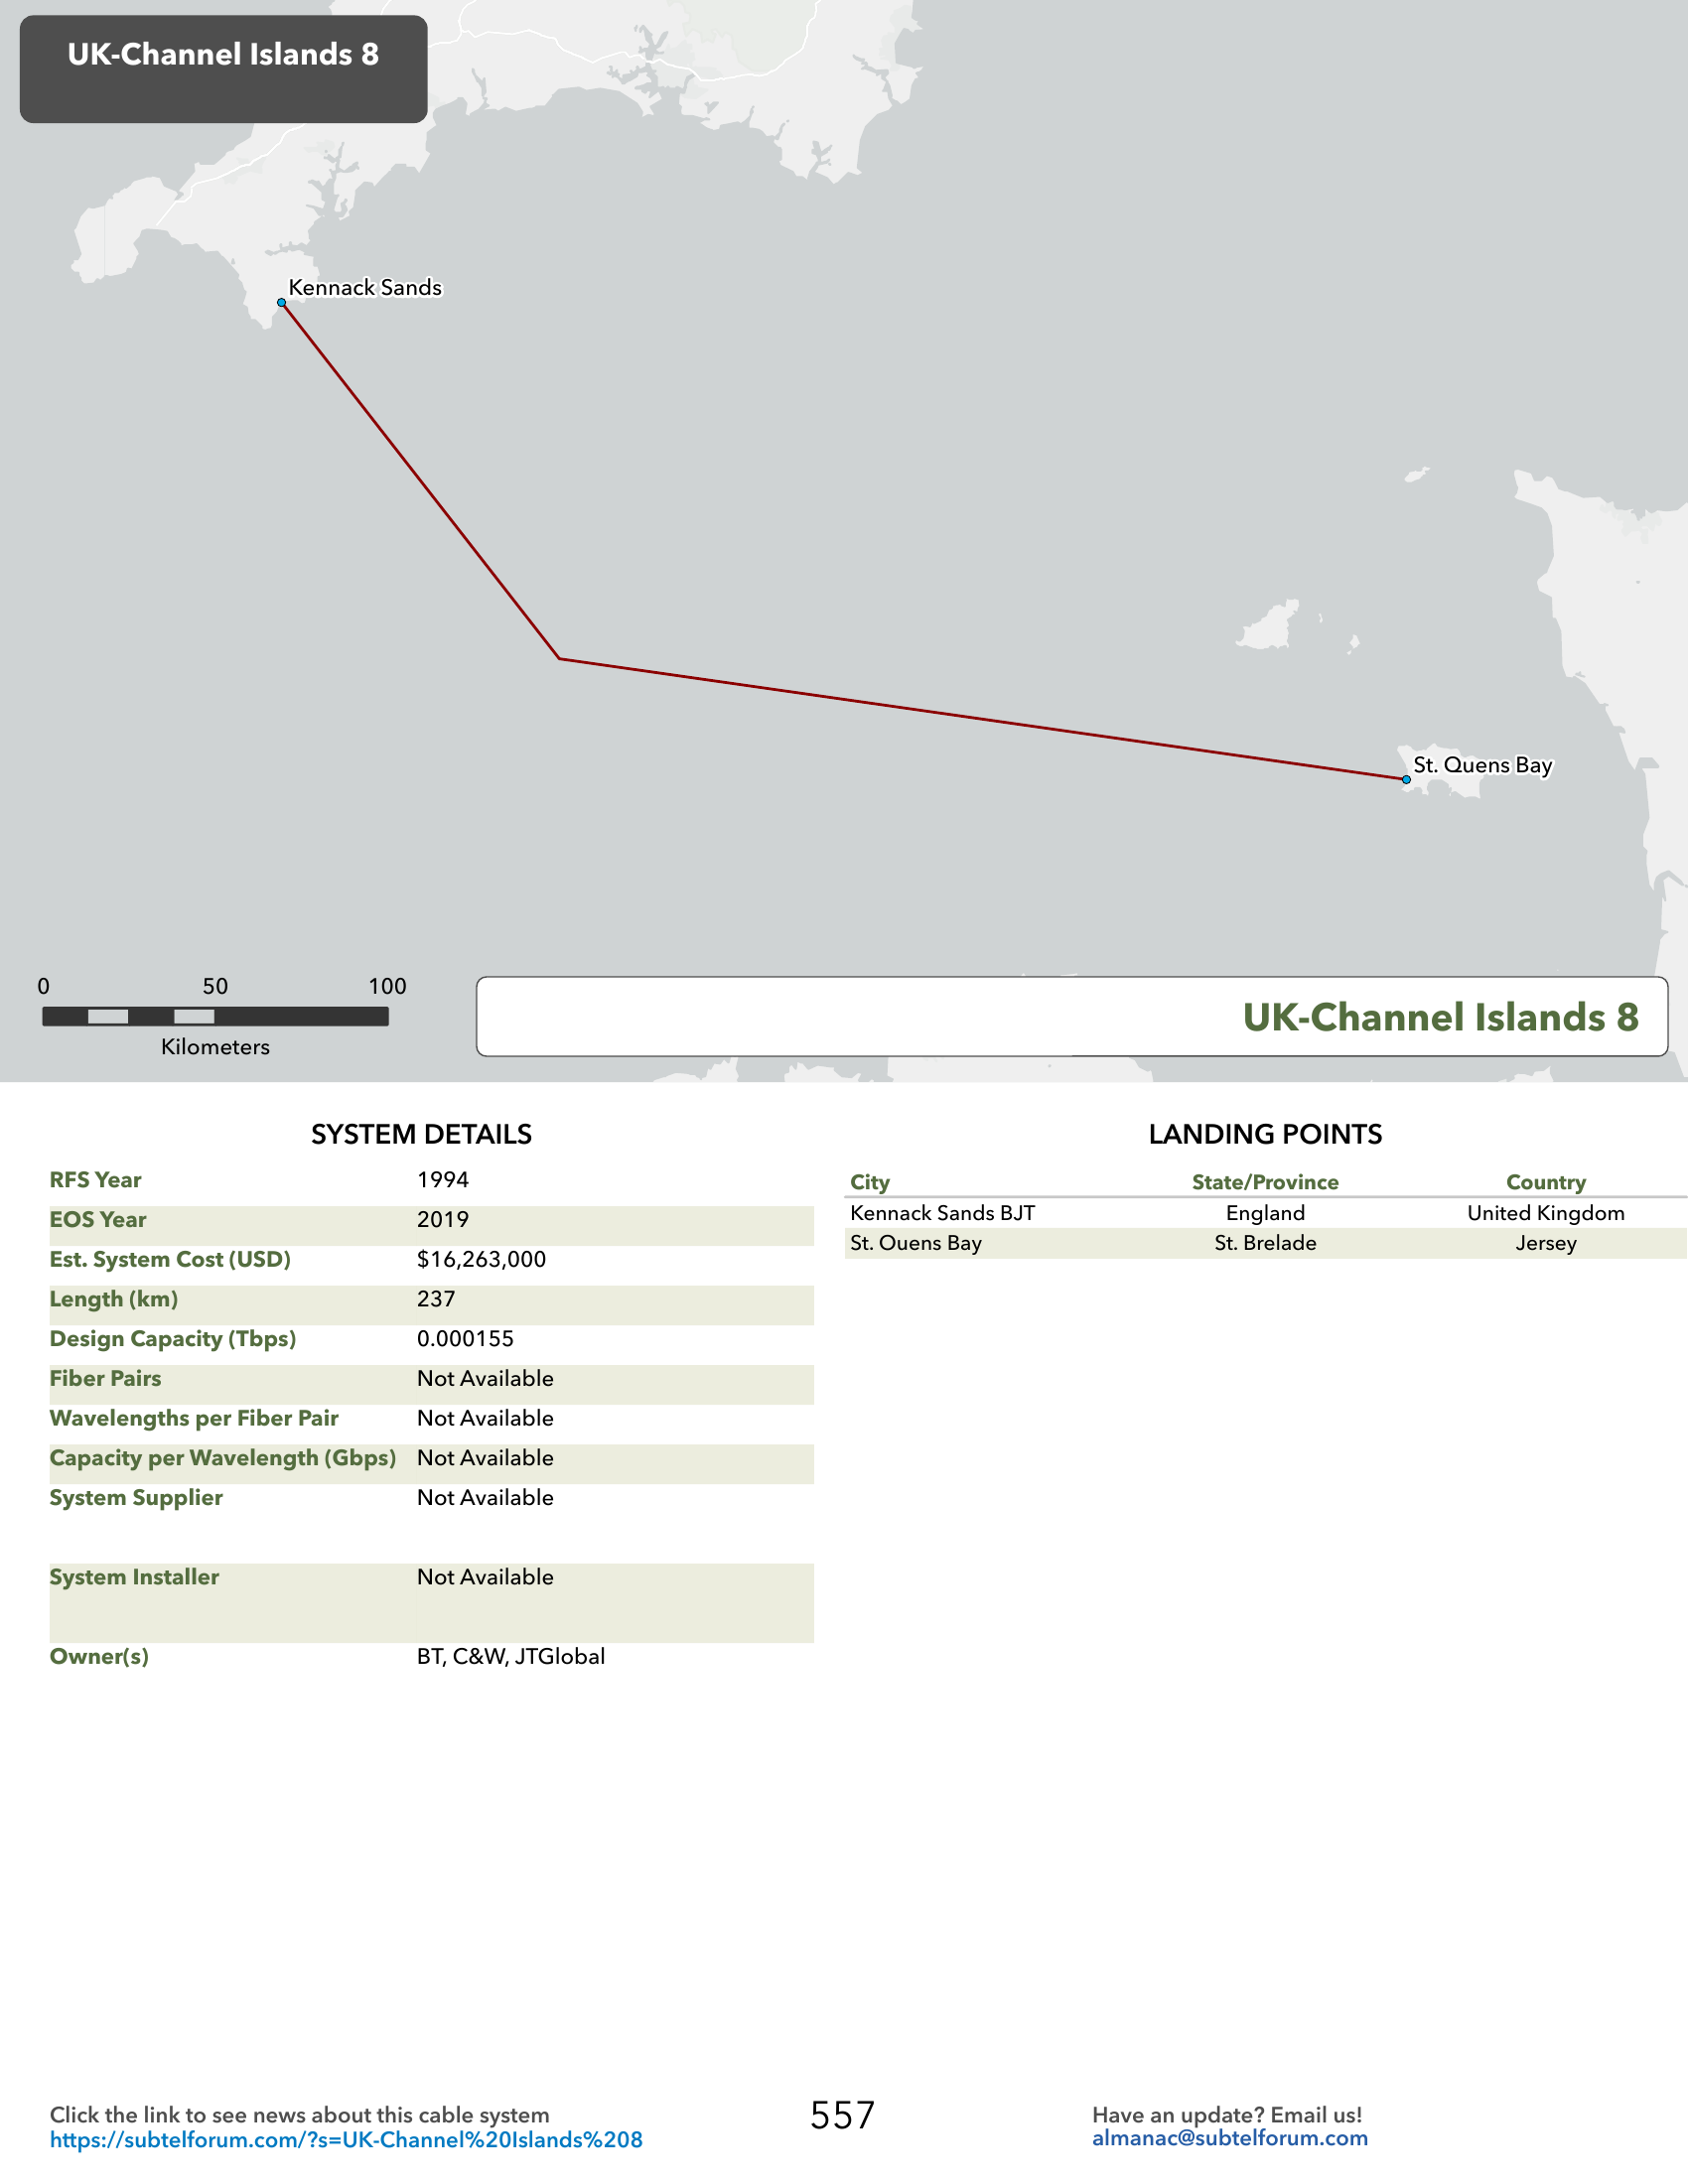 UK-Channel Islands 8
Kennack Sands
St. Quens Bay
0 50 100
Kilometers
UK-Channel Islands 8
SYSTEM DETAILS
RFS Year 1994
EOS Year 2019
Est. System Cost (USD) $16,263,000
Length (km) 237
Design Capacity (Tbps) 0.000155
Fiber Pairs Not Available
Wavelengths per Fiber Pair Not Available
Capacity per Wavelength (Gbps) Not Available
System Supplier Not Available
System Installer Not Available
Owner(s) BT, C&W, JTGlobal
LANDING POINTS
City State/Province Country
Kennack Sands BJT England United Kingdom
St. Ouens Bay St. Brelade Jersey
Click the link to see news about this cable system
https://subtelforum.com/?s=UK-Channel%20Islands%208
557
Have an update? Email us!
almanac@subtelforum.com